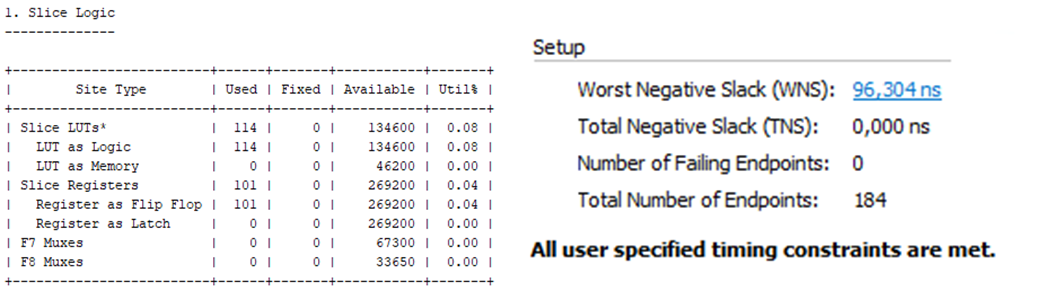 1. Slice Logic
--------------
+-------------------------+------+-------+-----------+-------+
|        Site Type        | Used | Fixed | Available | Util% |
+-------------------------+------+-------+-----------+-------+
| Slice LUTs*             |  114 |     0 |    134600 |  0.08 |
|   LUT as Logic          |  114 |     0 |    134600 |  0.08 |
|   LUT as Memory         |    0 |     0 |     46200 |  0.00 |
| Slice Registers         |  101 |     0 |    269200 |  0.04 |
|   Register as Flip Flop |  101 |     0 |    269200 |  0.04 |
|   Register as Latch     |    0 |     0 |    269200 |  0.00 |
| F7 Muxes                |    0 |     0 |     67300 |  0.00 |
| F8 Muxes                |    0 |     0 |     33650 |  0.00 |
+-------------------------+------+-------+-----------+-------+
Setup
Worst Negative Slack (WNS): 96,304 ns
Total Negative Slack (TNS): 0,000 ns
Number of Failing Endpoints: 0
Total Number of Endpoints: 184
All user specified timing constraints are met.